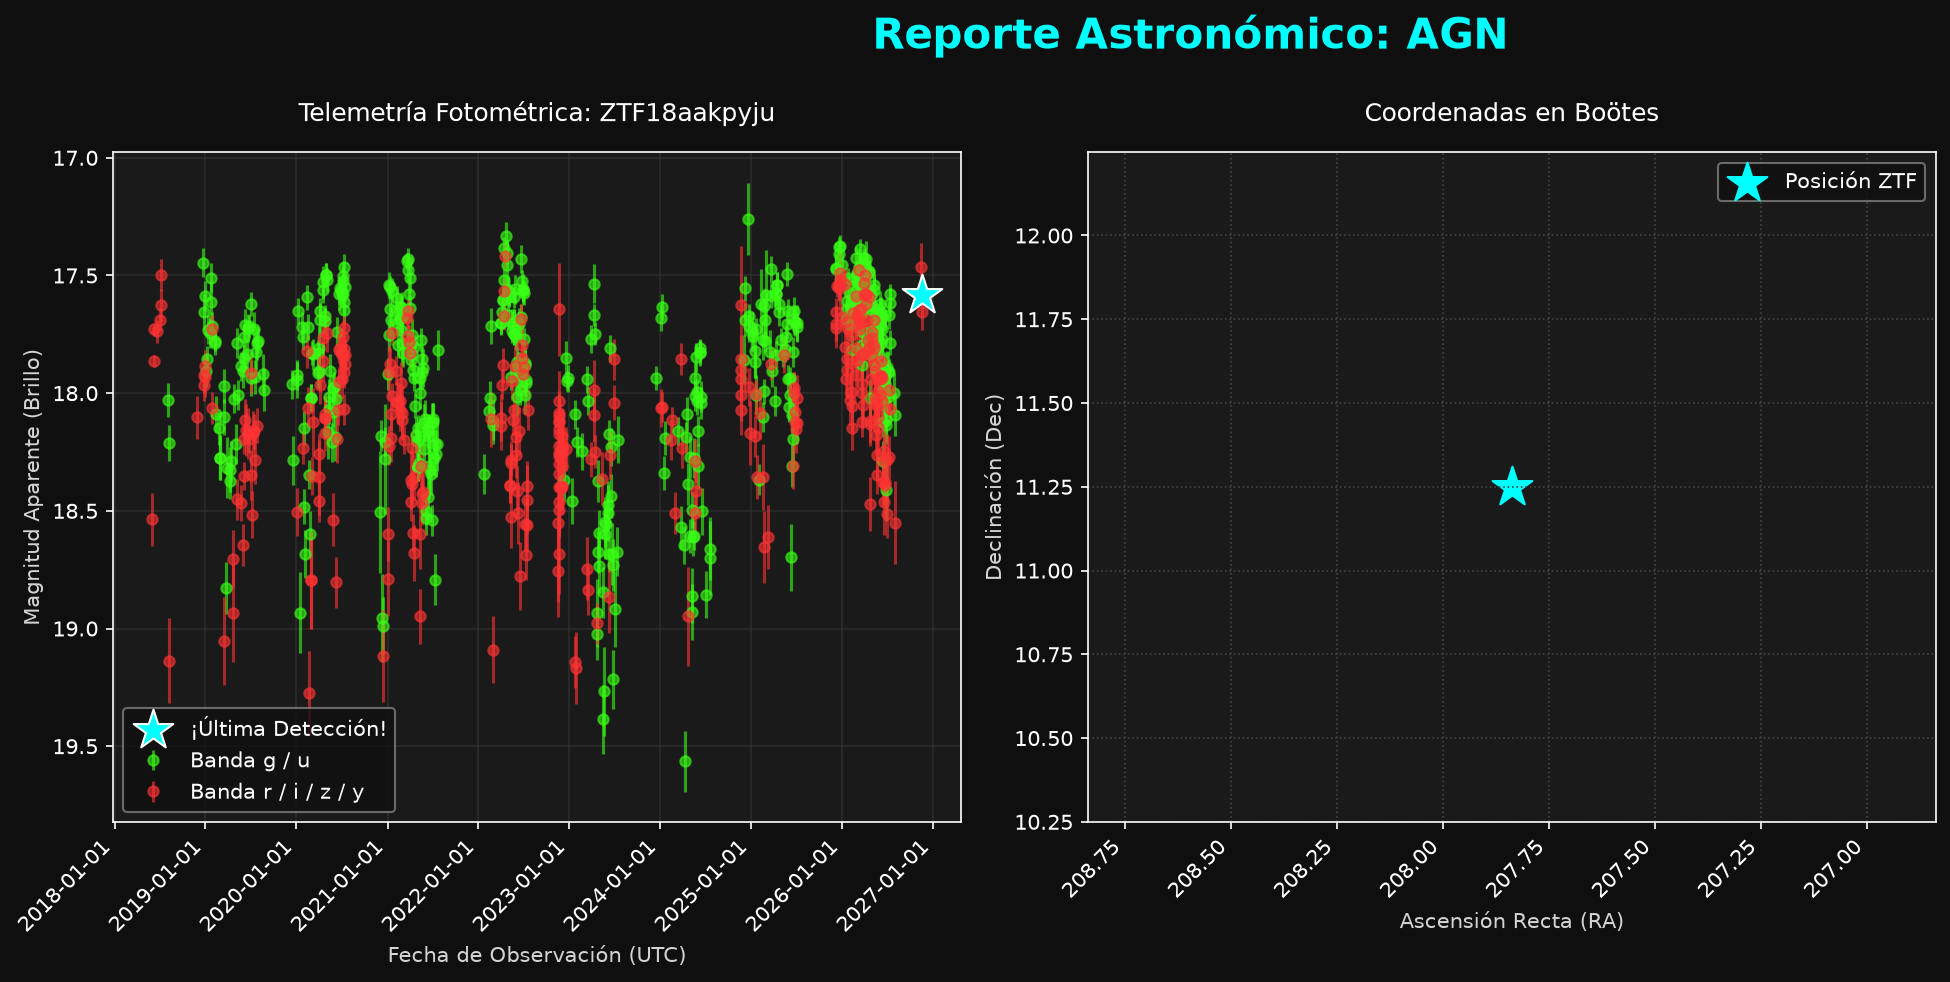 Reporte Astronómico: AGN
Telemetría Fotométrica: ZTF18aakpyju
Magnitud Aparente (Brillo)
17.0
17.5
18.0
18.5
19.0
19.5
¡Última Detección!
Banda g / u
Banda r / i / z / y
2018-01-01
2019-01-01
2020-01-01
2021-01-01
2022-01-01
2023-01-01
2024-01-01
2025-01-01
2026-01-01
2027-01-01
Fecha de Observación (UTC)
Coordenadas en Boötes
Posición ZTF
Declinación (Dec)
12.00
11.75
11.50
11.25
11.00
10.75
10.50
10.25
208.75
208.50
208.25
208.00
207.75
207.50
207.25
207.00
Ascensión Recta (RA)